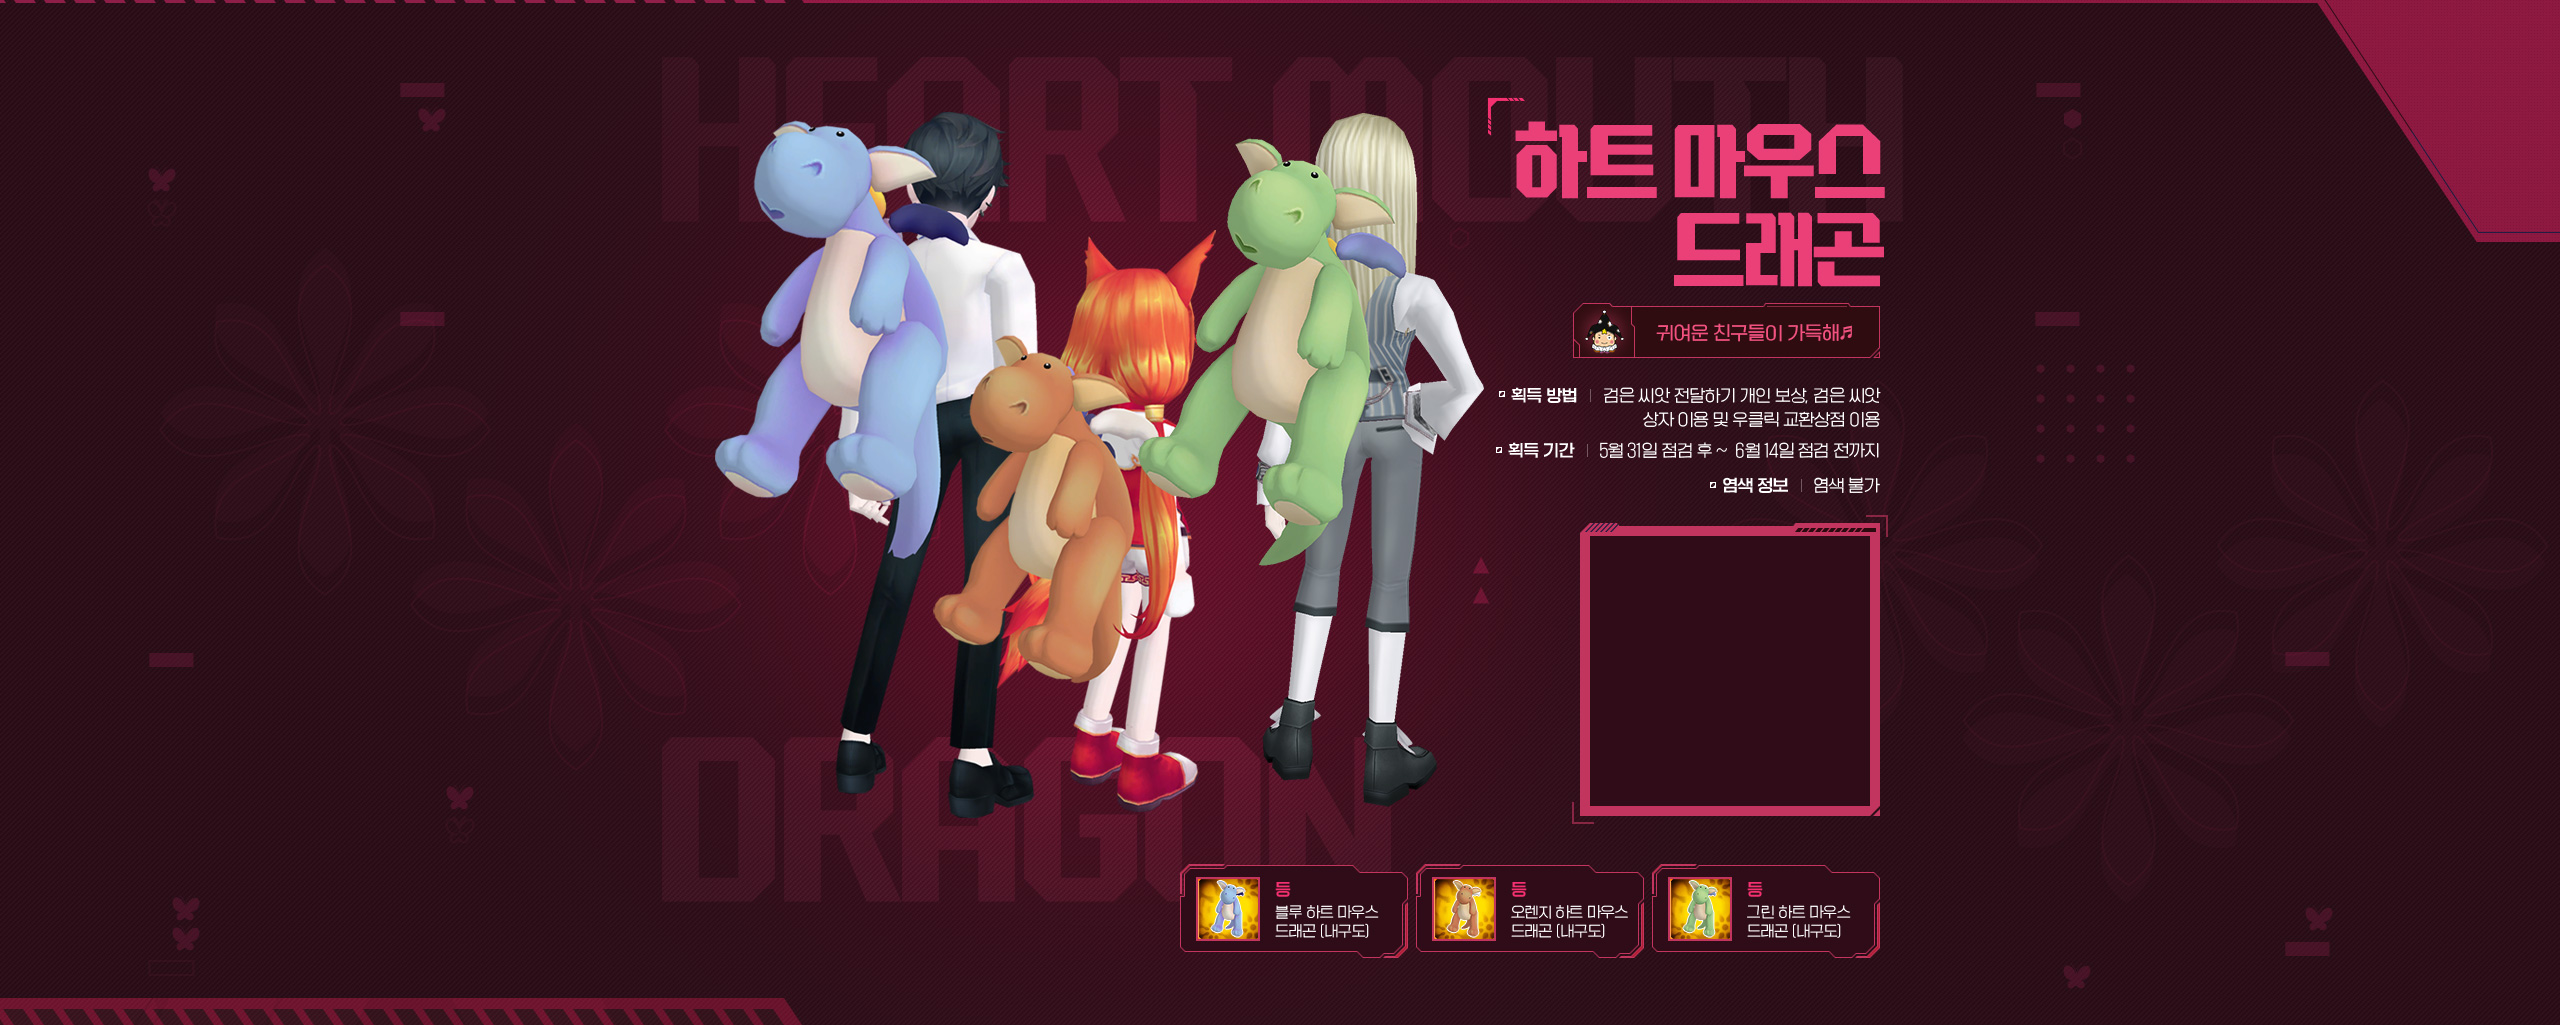 HEART MOUTH
하트 마우스
드래곤
귀여운 친구들이 가득해♬
획득 방법 | 검은 씨앗 전달하기 개인 보상, 검은 씨앗
상자 이용 및 우클릭 교환상점 이용
획득 기간 | 5월 31일 점검 후 ~ 6월 14일 점검 전까지
염색 정보 | 염색 불가
DRAGON
등
블루 하트 마우스
드래곤 (내구도)
등
오렌지 하트 마우스
드래곤 (내구도)
등
그린 하트 마우스
드래곤 (내구도)